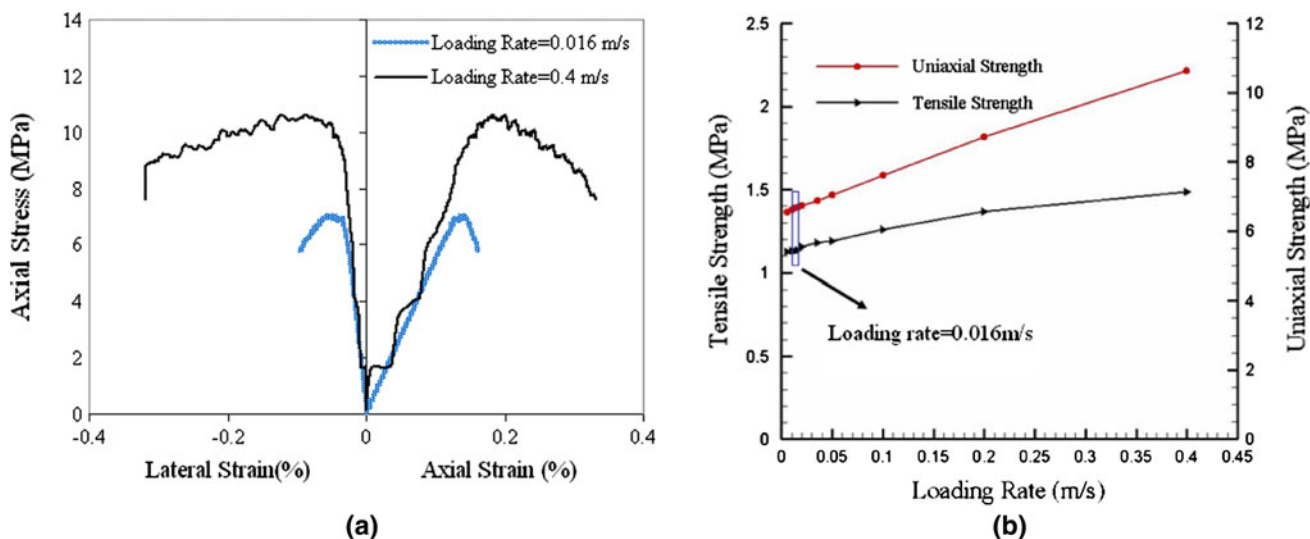 14
12
10
8
6
4
2
0
-0.4
-0.2
0
0.2
0.4
Axial Stress (MPa)
Lateral Strain(%)
Axial Strain (%)
Loading Rate=0.016 m/s
Loading Rate=0.4 m/s
(a)
2.5
2
1.5
1
0.5
0
Tensile Strength (MPa)
Uniaxial Strength
Tensile Strength
Loading rate=0.016m/s
12
10
8
6
4
2
0
Uniaxial Strength (MPa)
0
0.05
0.1
0.15
0.2
0.25
0.3
0.35
0.4
0.45
Loading Rate (m/s)
(b)